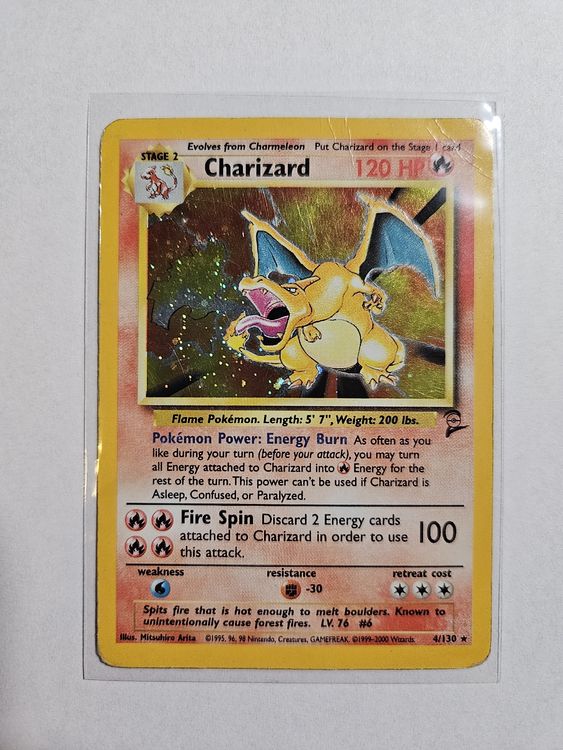 Evolves from Charmeleon Put Charizard on the Stage 1 card
STAGE 2
Charizard 120 HP
Flame Pokémon. Length: 5' 7", Weight: 200 lbs.
Pokémon Power: Energy Burn As often as you
like during your turn (before your attack), you may turn
all Energy attached to Charizard into Energy for the
rest of the turn. This power can't be used if Charizard is
Asleep, Confused, or Paralyzed.
Fire Spin Discard 2 Energy cards
attached to Charizard in order to use 100
this attack.
weakness resistance retreat cost
-30
Spits fire that is hot enough to melt boulders. Known to
unintentionally cause forest fires. LV. 76 #6
Illus. Mitsuhiro Arita ©1995, 96, 98 Nintendo, Creatures, GAMEFREAK. ©1999-2000 Wizards. 4/130 ★